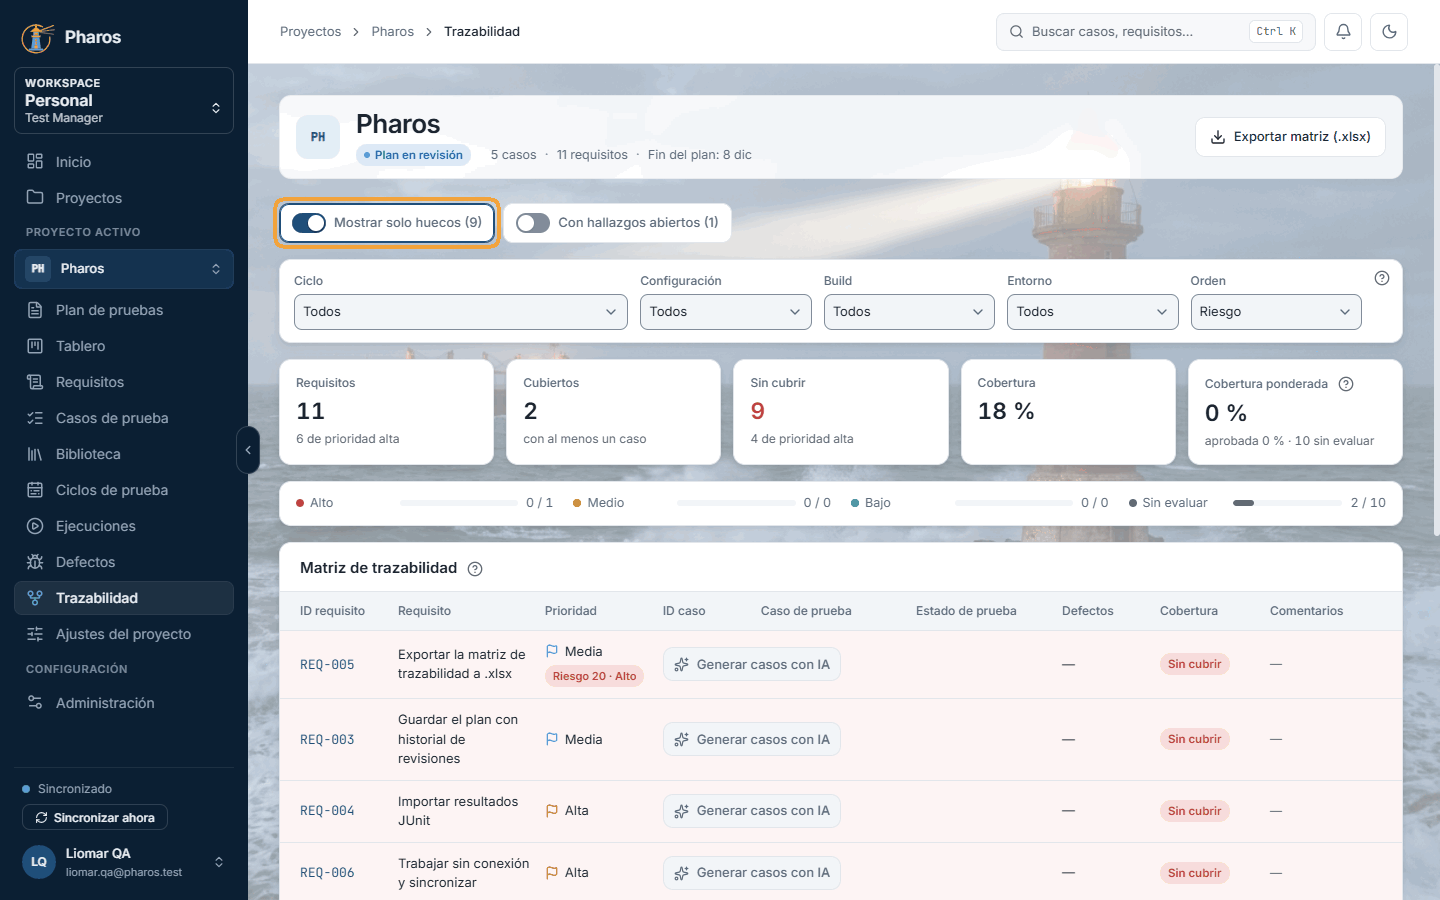 Pharos
WORKSPACE
Personal
Test Manager
Inicio
Proyectos
PROYECTO ACTIVO
PH Pharos
Plan de pruebas
Tablero
Requisitos
Casos de prueba
Biblioteca
Ciclos de prueba
Ejecuciones
Defectos
Trazabilidad
Ajustes del proyecto
CONFIGURACIÓN
Administración
Sincronizado
Sincronizar ahora
LQ Liomar QA
liomar.qa@pharos.test
Proyectos > Pharos > Trazabilidad
Buscar casos, requisitos... Ctrl K
PH Pharos
Plan en revisión 5 casos · 11 requisitos · Fin del plan: 8 dic
Exportar matriz (.xlsx)
Mostrar solo huecos (9) Con hallazgos abiertos (1)
Ciclo Configuración Build Entorno Orden
Todos Todos Todos Todos Riesgo
Requisitos
11
6 de prioridad alta
Cubiertos
2
con al menos un caso
Sin cubrir
9
4 de prioridad alta
Cobertura
18 %
Cobertura ponderada
0 %
aprobada 0 % · 10 sin evaluar
Alto 0 / 1 Medio 0 / 0 Bajo 0 / 0 Sin evaluar 2 / 10
Matriz de trazabilidad
ID requisito Requisito Prioridad ID caso Caso de prueba Estado de prueba Defectos Cobertura Comentarios
REQ-005 Exportar la matriz de trazabilidad a .xlsx Media Riesgo 20 · Alto Generar casos con IA — Sin cubrir —
REQ-003 Guardar el plan con historial de revisiones Media Generar casos con IA — Sin cubrir —
REQ-004 Importar resultados JUnit Alta Generar casos con IA — Sin cubrir —
REQ-006 Trabajar sin conexión y sincronizar Alta Generar casos con IA — Sin cubrir —